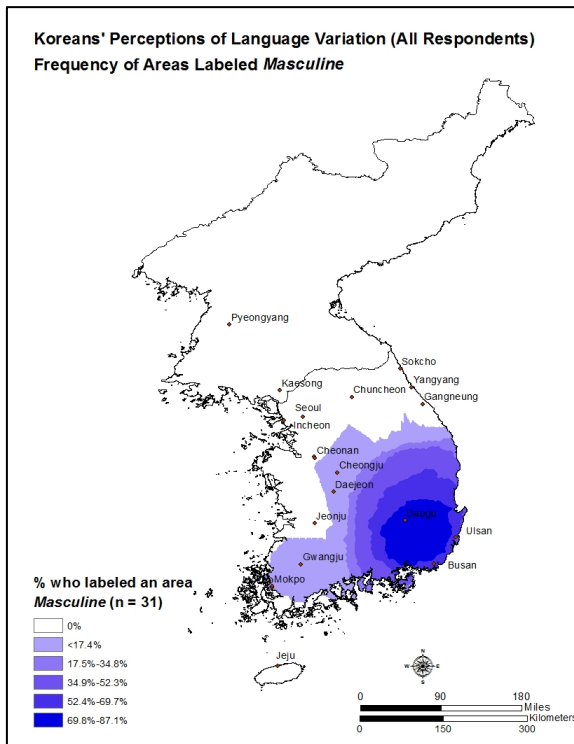 Koreans' Perceptions of Language Variation (All Respondents)
Frequency of Areas Labeled Masculine
Pyeongyang
Sokcho
Kaesong
Yangyang
Chuncheon
Gangneung
Seoul
Incheon
Cheonan
Cheongju
Daejeon
Daegu
Jeonju
Ulsan
Gwangju
Busan
Mokpo
% who labeled an area
Masculine (n = 31)
0%
<17.4%
17.5%-34.8%
34.9%-52.3%
52.4%-69.7%
69.8%-87.1%
Jeju
N
W E
S
0 90 180
Miles
Kilometers
0 150 300